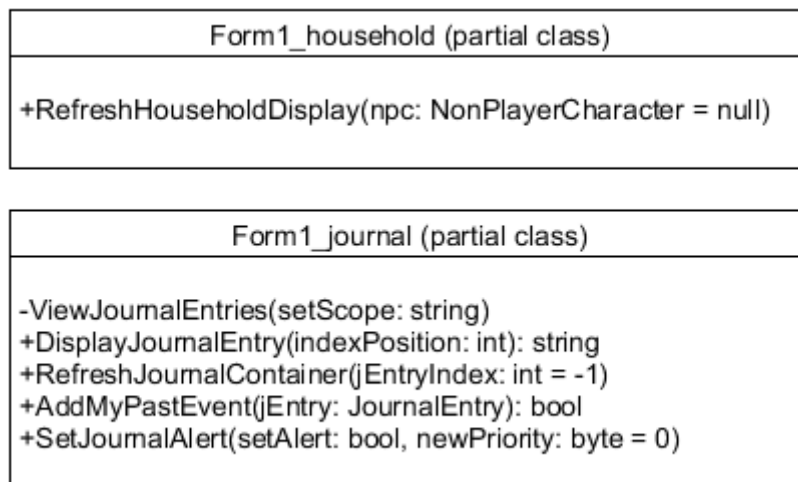 Form1_household (partial class)
+RefreshHouseholdDisplay(npc: NonPlayerCharacter = null)
Form1_journal (partial class)
-ViewJournalEntries(setScope: string)
+DisplayJournalEntry(indexPosition: int): string
+RefreshJournalContainer(jEntryIndex: int = -1)
+AddMyPastEvent(jEntry: JournalEntry): bool
+SetJournalAlert(setAlert: bool, newPriority: byte = 0)